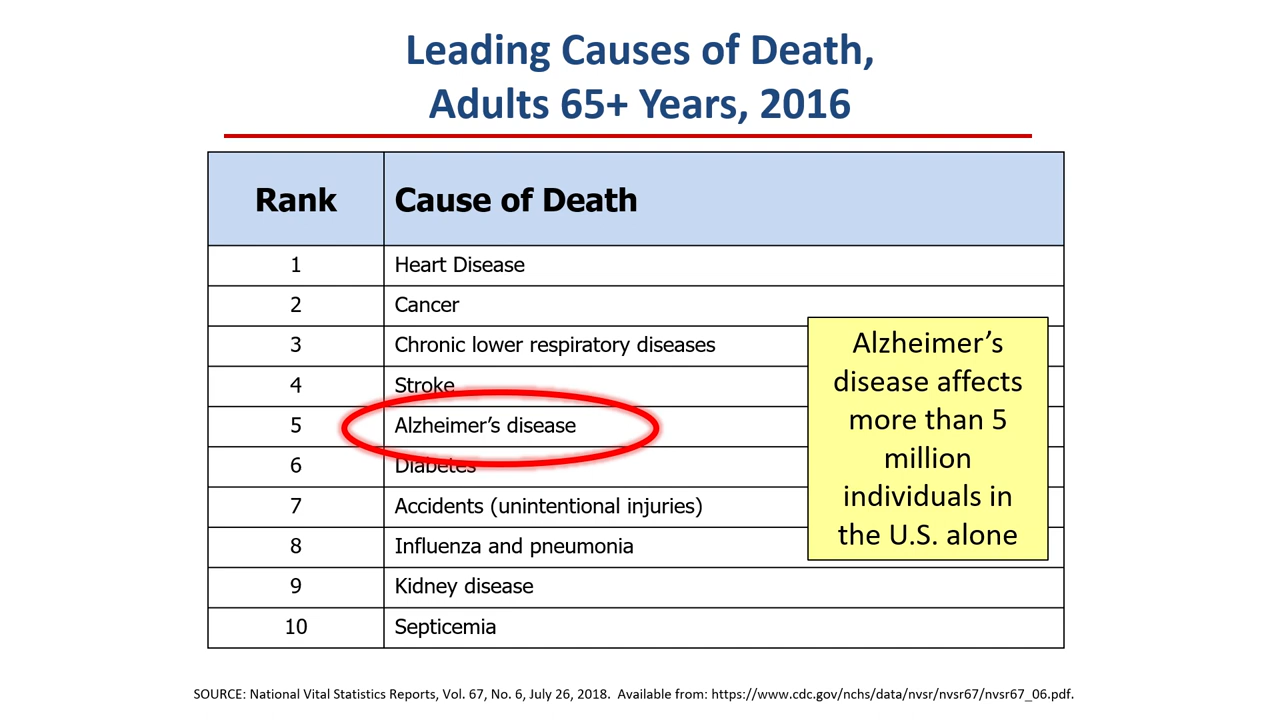 Leading Causes of Death,
Adults 65+ Years, 2016
Rank Cause of Death
1 Heart Disease
2 Cancer
3 Chronic lower respiratory diseases
4 Stroke
5 Alzheimer’s disease
6 Diabetes
7 Accidents (unintentional injuries)
8 Influenza and pneumonia
9 Kidney disease
10 Septicemia
Alzheimer’s
disease affects
more than 5
million
individuals in
the U.S. alone
SOURCE: National Vital Statistics Reports, Vol. 67, No. 6, July 26, 2018. Available from: https://www.cdc.gov/nchs/data/nvsr/nvsr67/nvsr67_06.pdf.